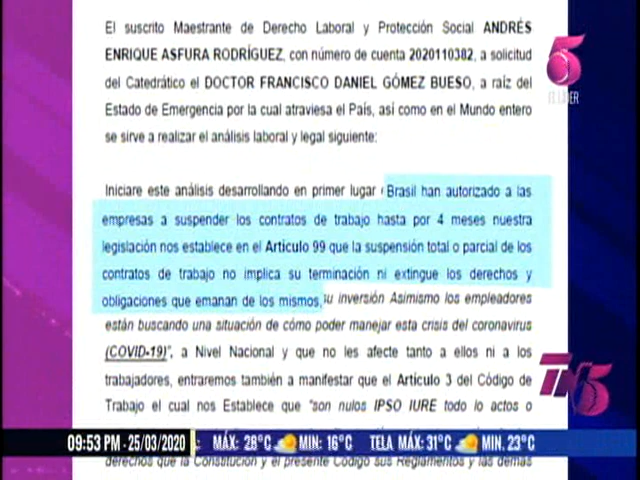 El suscrito Maestrante de Derecho Laboral y Protección Social ANDRÉS
ENRIQUE ASFURA RODRÍGUEZ, con número de cuenta 2020110382, a solicitud
del Catedrático el DOCTOR FRANCISCO DANIEL GÓMEZ BUESO, a raíz del
Estado de Emergencia por la cual atraviesa el País, así como en el Mundo entero
se sirve a realizar el análisis laboral y legal siguiente:
Iniciare este análisis desarrollando en primer lugar Brasil han autorizado a las
empresas a suspender los contratos de trabajo hasta por 4 meses nuestra
legislación nos establece en el Articulo 99 que la suspensión total o parcial de los
contratos de trabajo no implica su terminación ni extingue los derechos y
obligaciones que emanan de los mismos, su inversión Asimismo los empleadores
están buscando una situación de cómo poder manejar esta crisis del coronavirus
(COVID-19)", a Nivel Nacional y que no les afecte tanto a ellos ni a los
trabajadores, entraremos también a manifestar que el Artículo 3 del Código de
Trabajo el cual nos Establece que "son nulos IPSO IURE todo lo actos o
derechos que la Constitución y el presente Código sus Reglamentos y las demás
5
EL LÍDER
TN5
09:53 PM - 25/03/2020 MÁX: 28°C MIN: 16°C TELA MÁX: 31°C MIN. 23°C